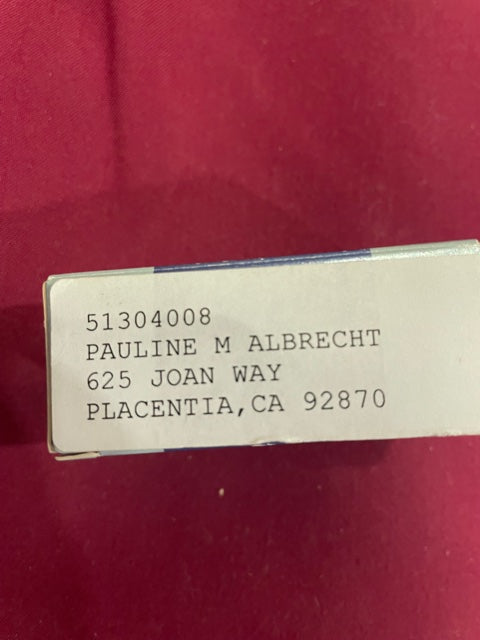 51304008
PAULINE M ALBRECHT
625 JOAN WAY
PLACENTIA,CA 92870